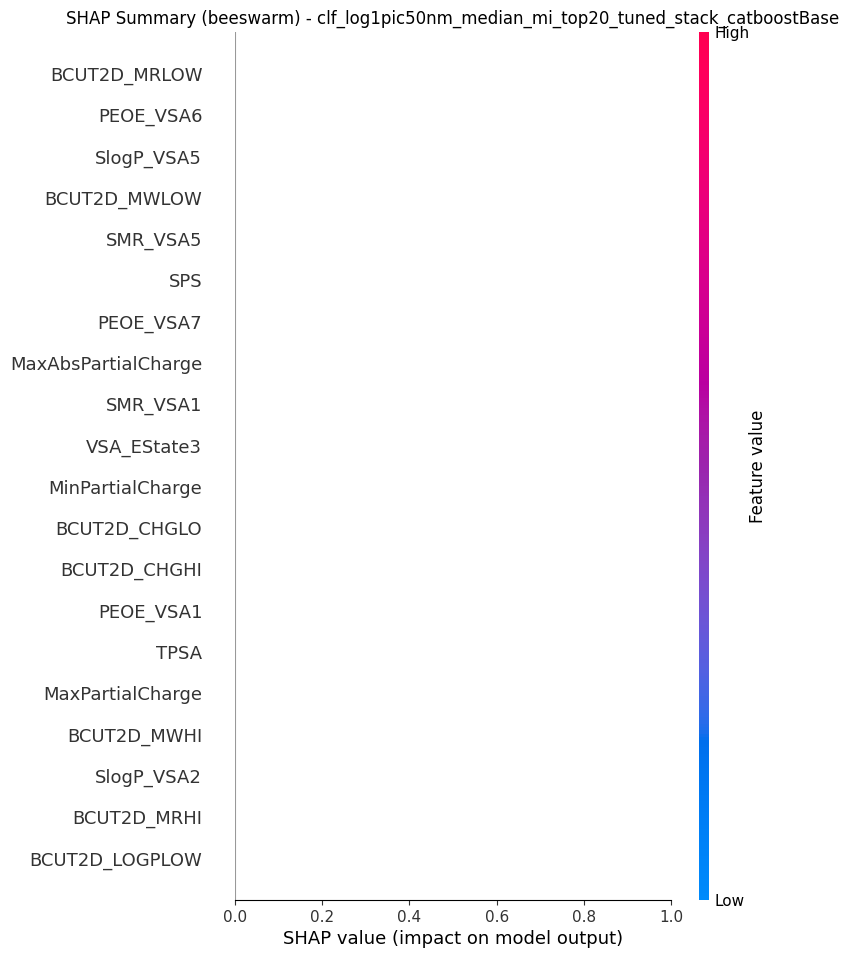 SHAP Summary (beeswarm) - clf_log1pic50nm_median_mi_top20_tuned_stack_catboostBase
High
BCUT2D_MRLOW
PEOE_VSA6
SlogP_VSA5
BCUT2D_MWLOW
SMR_VSA5
SPS
PEOE_VSA7
MaxAbsPartialCharge
SMR_VSA1
VSA_EState3
MinPartialCharge
BCUT2D_CHGLO
BCUT2D_CHGHI
PEOE_VSA1
TPSA
MaxPartialCharge
BCUT2D_MWHI
SlogP_VSA2
BCUT2D_MRHI
BCUT2D_LOGPLOW
Feature value
Low
0.0 0.2 0.4 0.6 0.8 1.0
SHAP value (impact on model output)